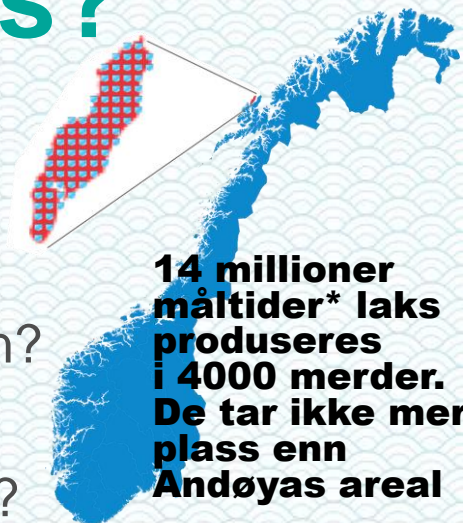 s?
14 millioner
måltider* laks
produseres
n?
i 4000 merder.
De tar ikke mer
plass enn
?
Andøyas areal